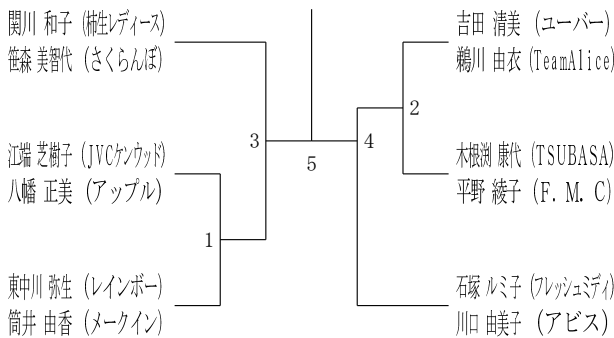 関川 和子 (柿生レディース)
笹森 美智代 (さくらんぼ)
江端 芝樹子 (JVCケンウッド)
八幡 正美 (アップル)
東中川 弥生 (レインボー)
筒井 由香 (メークイン)
1
3
5
4
2
吉田 清美 (ユーバー)
鵜川 由衣 (TeamAlice)
木根渕 康代 (TSUBASA)
平野 綾子 (F. M. C)
石塚 ルミ子 (フレッシュミディ)
川口 由美子 (アビス)